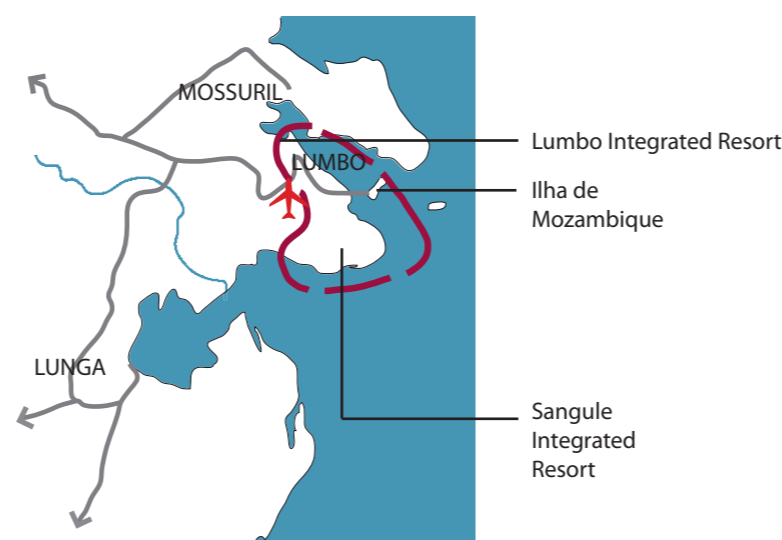 MOSSURIL
Lumbo Integrated Resort
LUMBO
Ilha de
Mozambique
LUNGA
Sangule
Integrated
Resort